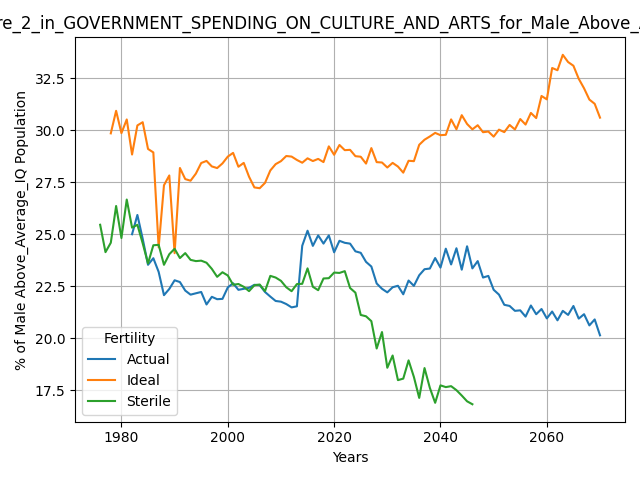 re_2_in_GOVERNMENT_SPENDING_ON_CULTURE_AND_ARTS_for_Male_Above_
% of Male Above_Average_IQ Population
32.5
30.0
27.5
25.0
22.5
20.0
17.5
Fertility
Actual
Ideal
Sterile
1980
2000
2020
2040
2060
Years